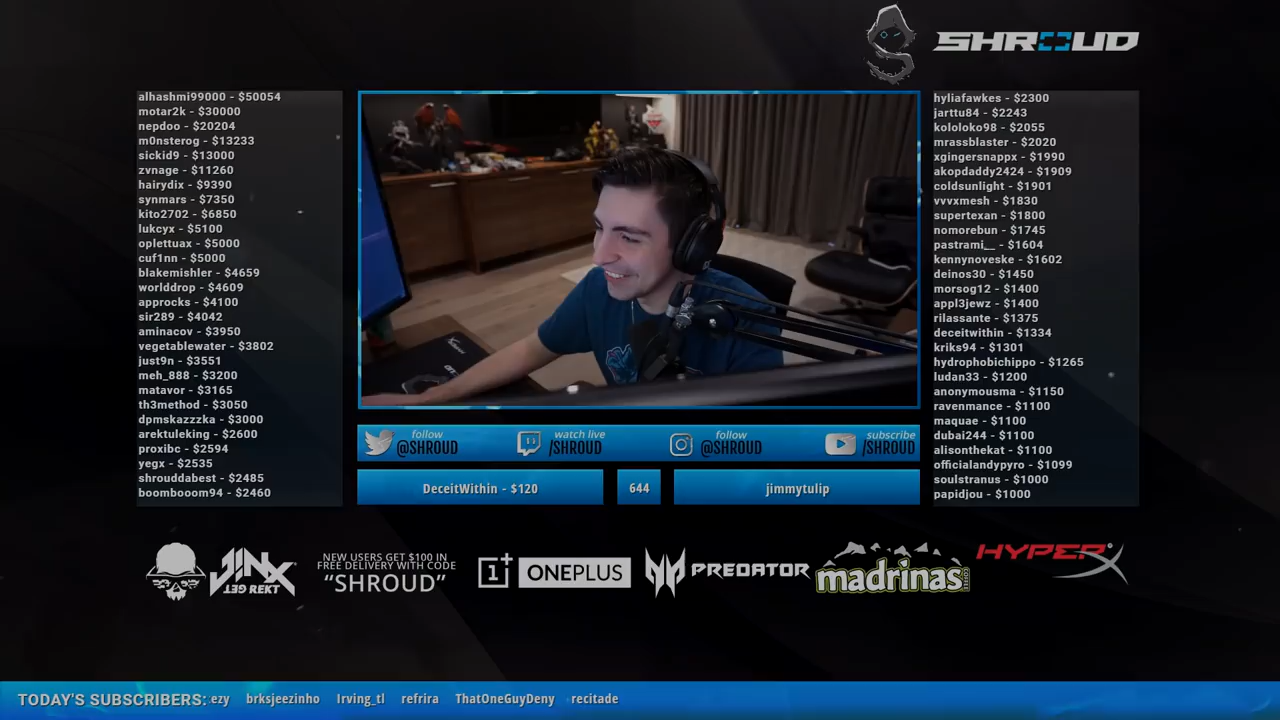 SHROUD
alhashmi99000 - $50054
motar2k - $30000
nepdoo - $20204
m0nsterog - $13233
sickid9 - $13000
zvnage - $11260
hairydix - $9390
synmars - $7350
kito2702 - $6850
lukcyx - $5100
oplettuax - $5000
cuf1nn - $5000
blakemishler - $4659
worlddrop - $4609
approcks - $4100
sir289 - $4042
aminacov - $3950
vegetablewater - $3802
just9n - $3551
meh_888 - $3200
matavor - $3165
th3method - $3050
dpmskazzzka - $3000
arektuleking - $2600
proxibc - $2594
yegx - $2535
shrouddabest - $2485
boombooom94 - $2460
hyliafawkes - $2300
jarttu84 - $2243
kololoko98 - $2055
mrassblaster - $2020
xgingersnappx - $1990
akopdaddy2424 - $1909
coldsunlight - $1901
vvvxmesh - $1830
supertexan - $1800
nomorebun - $1745
pastrami__ - $1604
kennynoveske - $1602
deinos30 - $1450
morsog12 - $1400
appl3jewz - $1400
rilassante - $1375
deceitwithin - $1334
kriks94 - $1301
hydrophobichippo - $1265
ludan33 - $1200
anonymousma - $1150
ravenmance - $1100
maquae - $1100
dubai244 - $1100
alisonthekat - $1100
officialandypyro - $1099
soulstranus - $1000
papidjou - $1000
follow
@SHROUD
watch live
/SHROUD
follow
@SHROUD
subscribe
/SHROUD
DeceitWithin - $120
644
jimmytulip
JINX
GET REKT
NEW USERS GET $100 IN
FREE DELIVERY WITH CODE
“SHROUD”
1+ ONEPLUS
PREDATOR
madrinas
HYPERX
TODAY'S SUBSCRIBERS: ezy brksjeezinho Irving_tl refrira ThatOneGuyDeny recitade